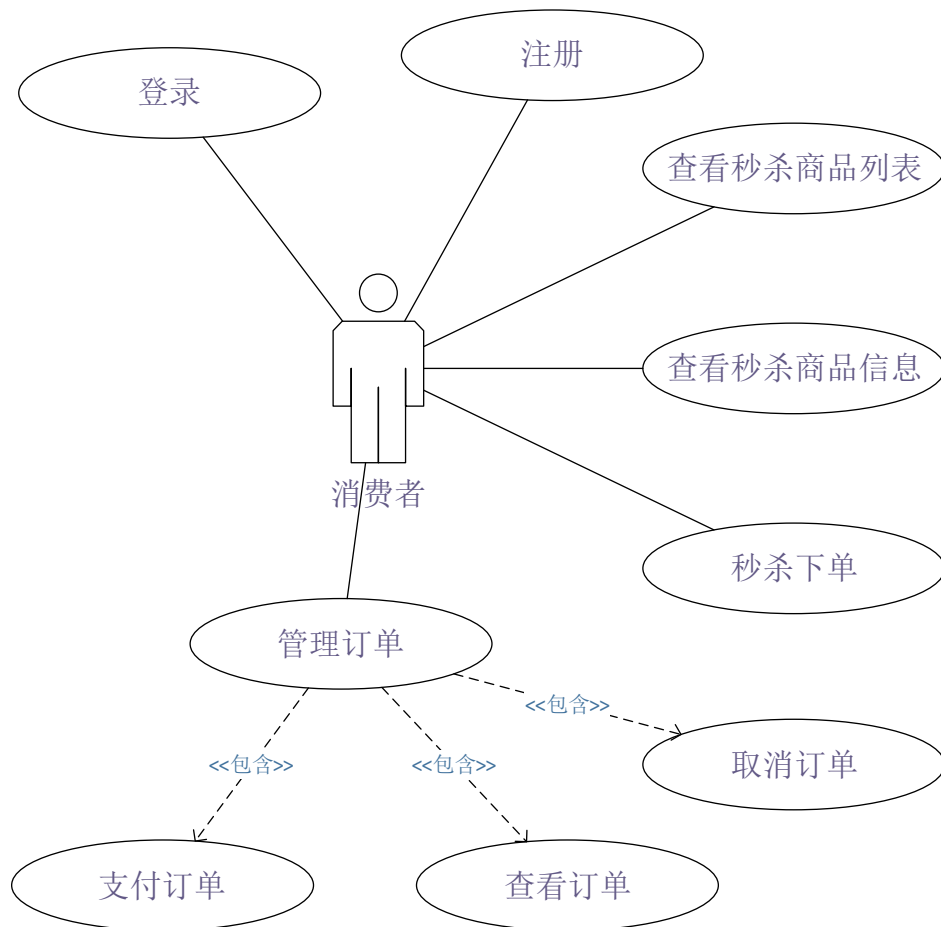 注册
登录
查看秒杀商品列表
查看秒杀商品信息
消费者
秒杀下单
管理订单
<<包含>>
<<包含>>
<<包含>>
取消订单
支付订单
查看订单